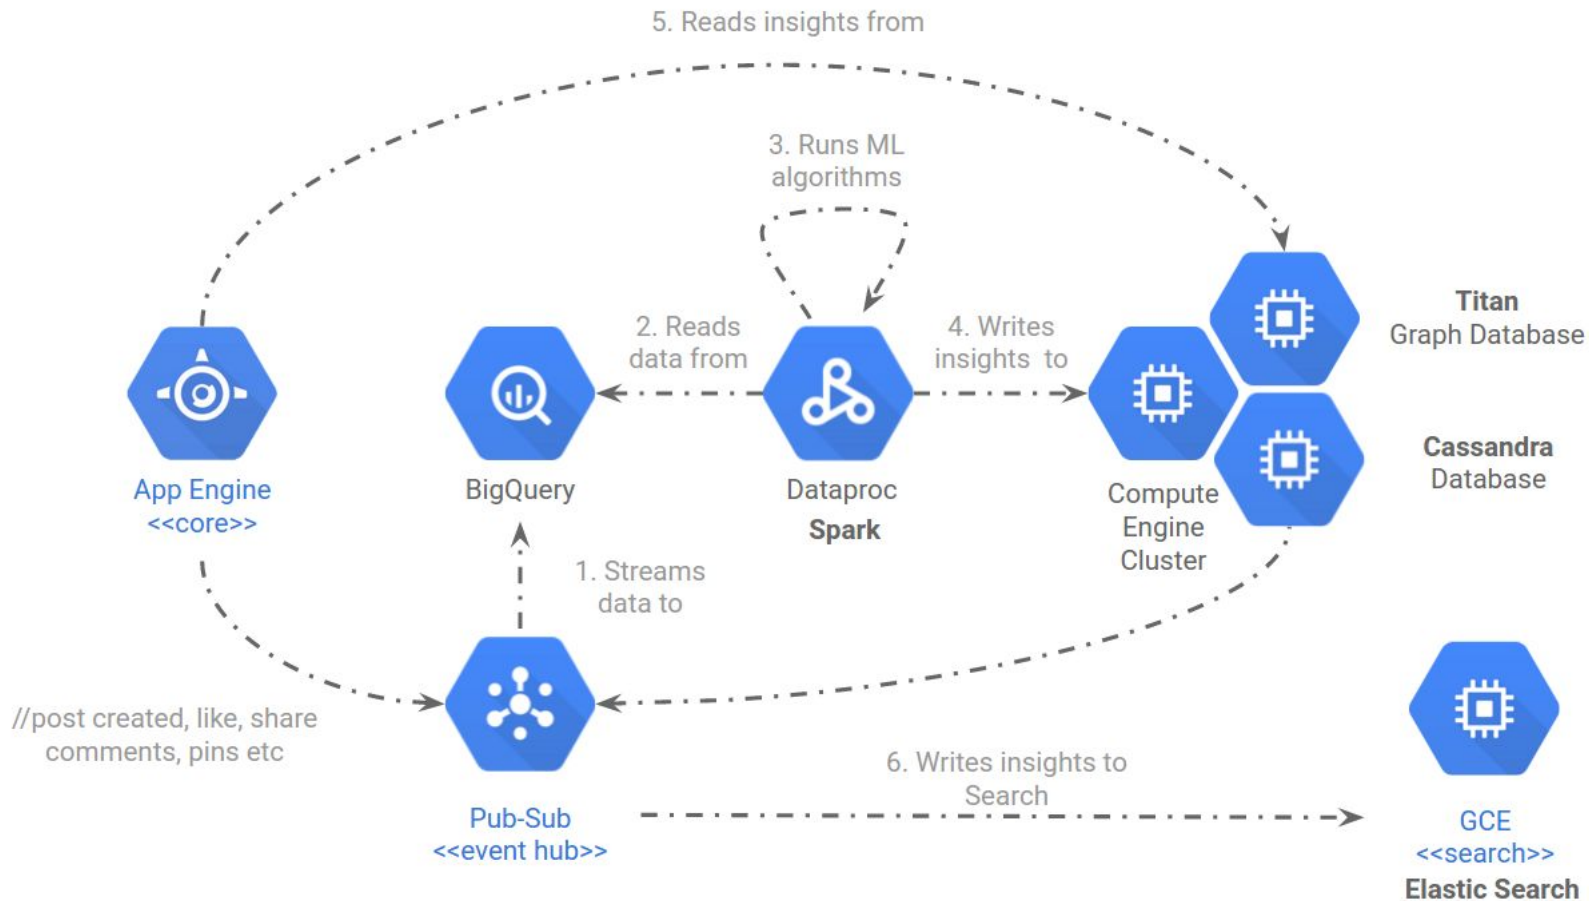 5. Reads insights from
3. Runs ML
algorithms
2. Reads
data from
4. Writes
insights to
Titan
Graph Database
Cassandra
Database
App Engine
<<core>>
BigQuery
Dataproc
Spark
Compute
Engine
Cluster
1. Streams
data to
//post created, like, share
comments, pins etc
Pub-Sub
<<event hub>>
6. Writes insights to
Search
GCE
<<search>>
Elastic Search